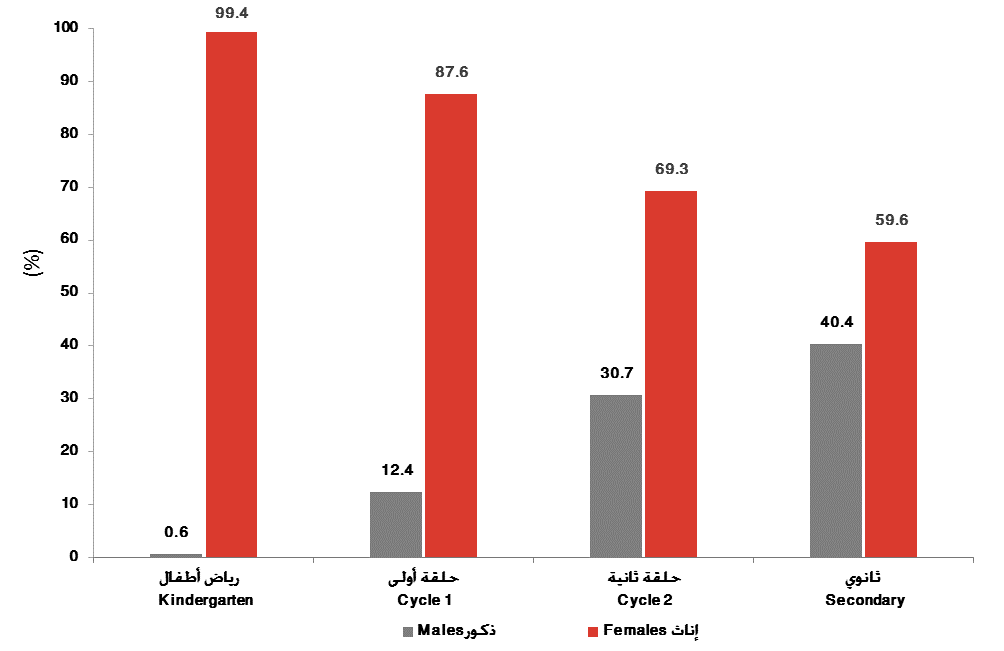 100
90
80
70
60
50
40
30
20
10
0
(%)
99.4
87.6
69.3
59.6
0.6
12.4
30.7
40.4
رياض أطفال
Kindergarten
حلقة أولى
Cycle 1
حلقة ثانية
Cycle 2
ثانوي
Secondary
Males ذكور
Females إناث